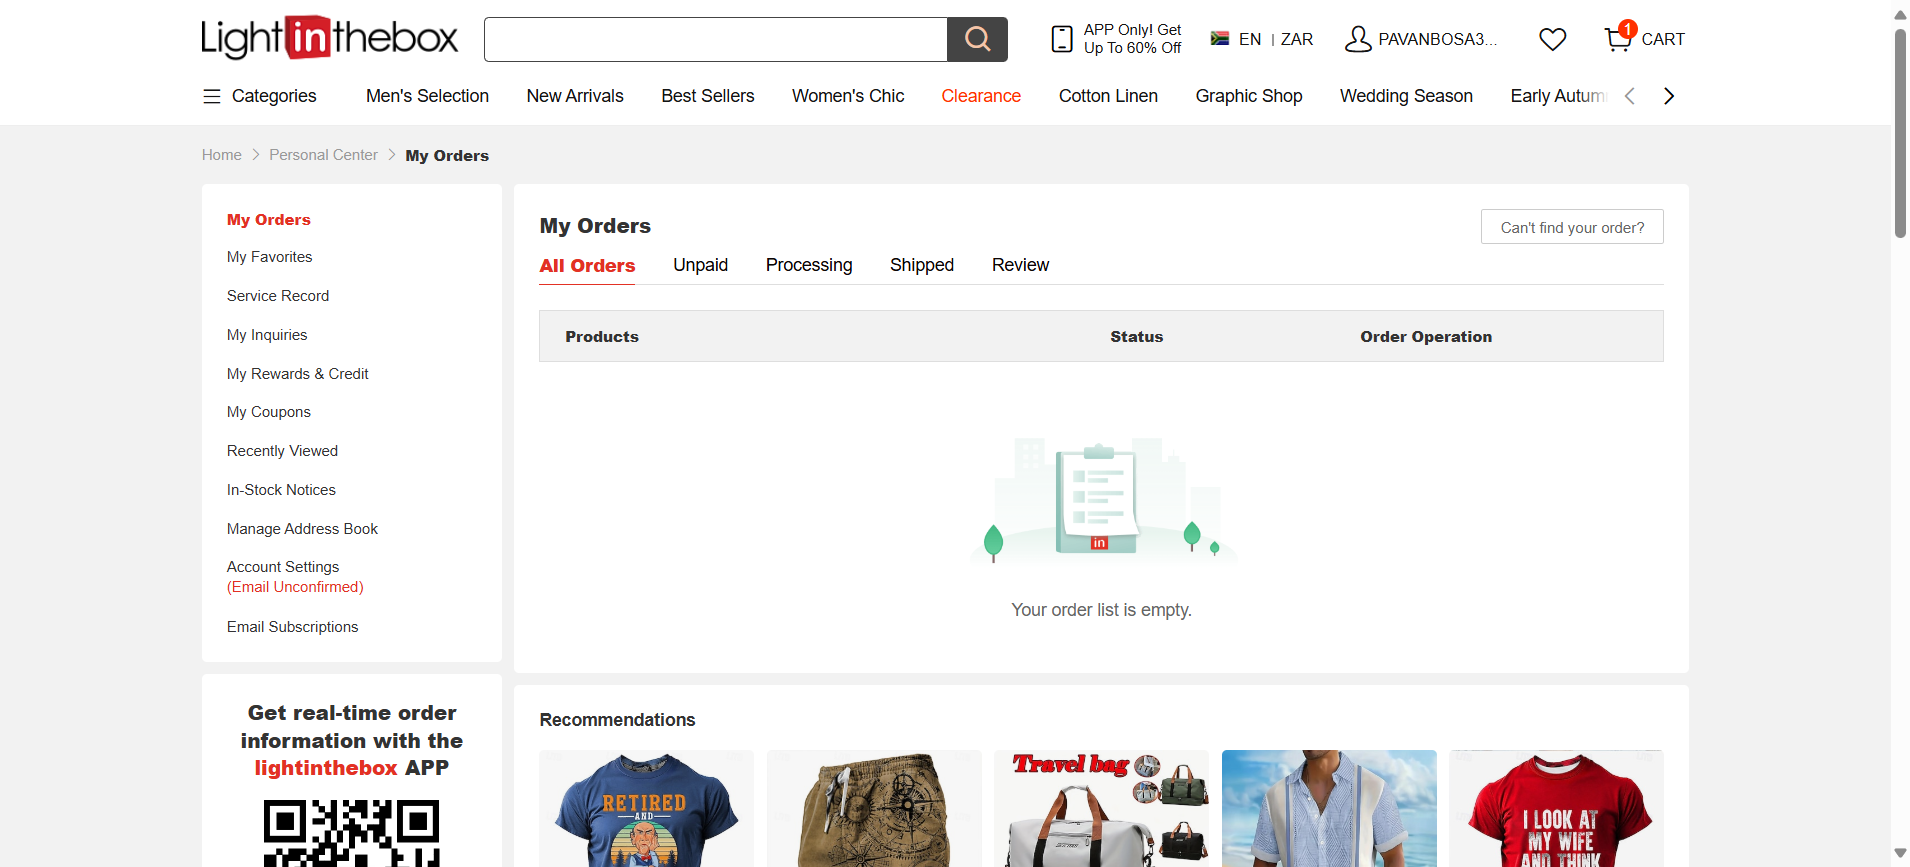 Lightinthebox
APP Only! Get
Up To 60% Off
EN | ZAR
PAVANBOSA3...
1
CART
Categories
Men's Selection
New Arrivals
Best Sellers
Women's Chic
Clearance
Cotton Linen
Graphic Shop
Wedding Season
Early Autum
Home > Personal Center > My Orders
My Orders
My Favorites
Service Record
My Inquiries
My Rewards & Credit
My Coupons
Recently Viewed
In-Stock Notices
Manage Address Book
Account Settings
(Email Unconfirmed)
Email Subscriptions
Get real-time order
information with the
lightinthebox APP
My Orders
Can't find your order?
All Orders
Unpaid
Processing
Shipped
Review
Products
Status
Order Operation
in
Your order list is empty.
Recommendations
RETIRED
AND
Travel bag
I LOOK AT
MY WIFE
AND THINK